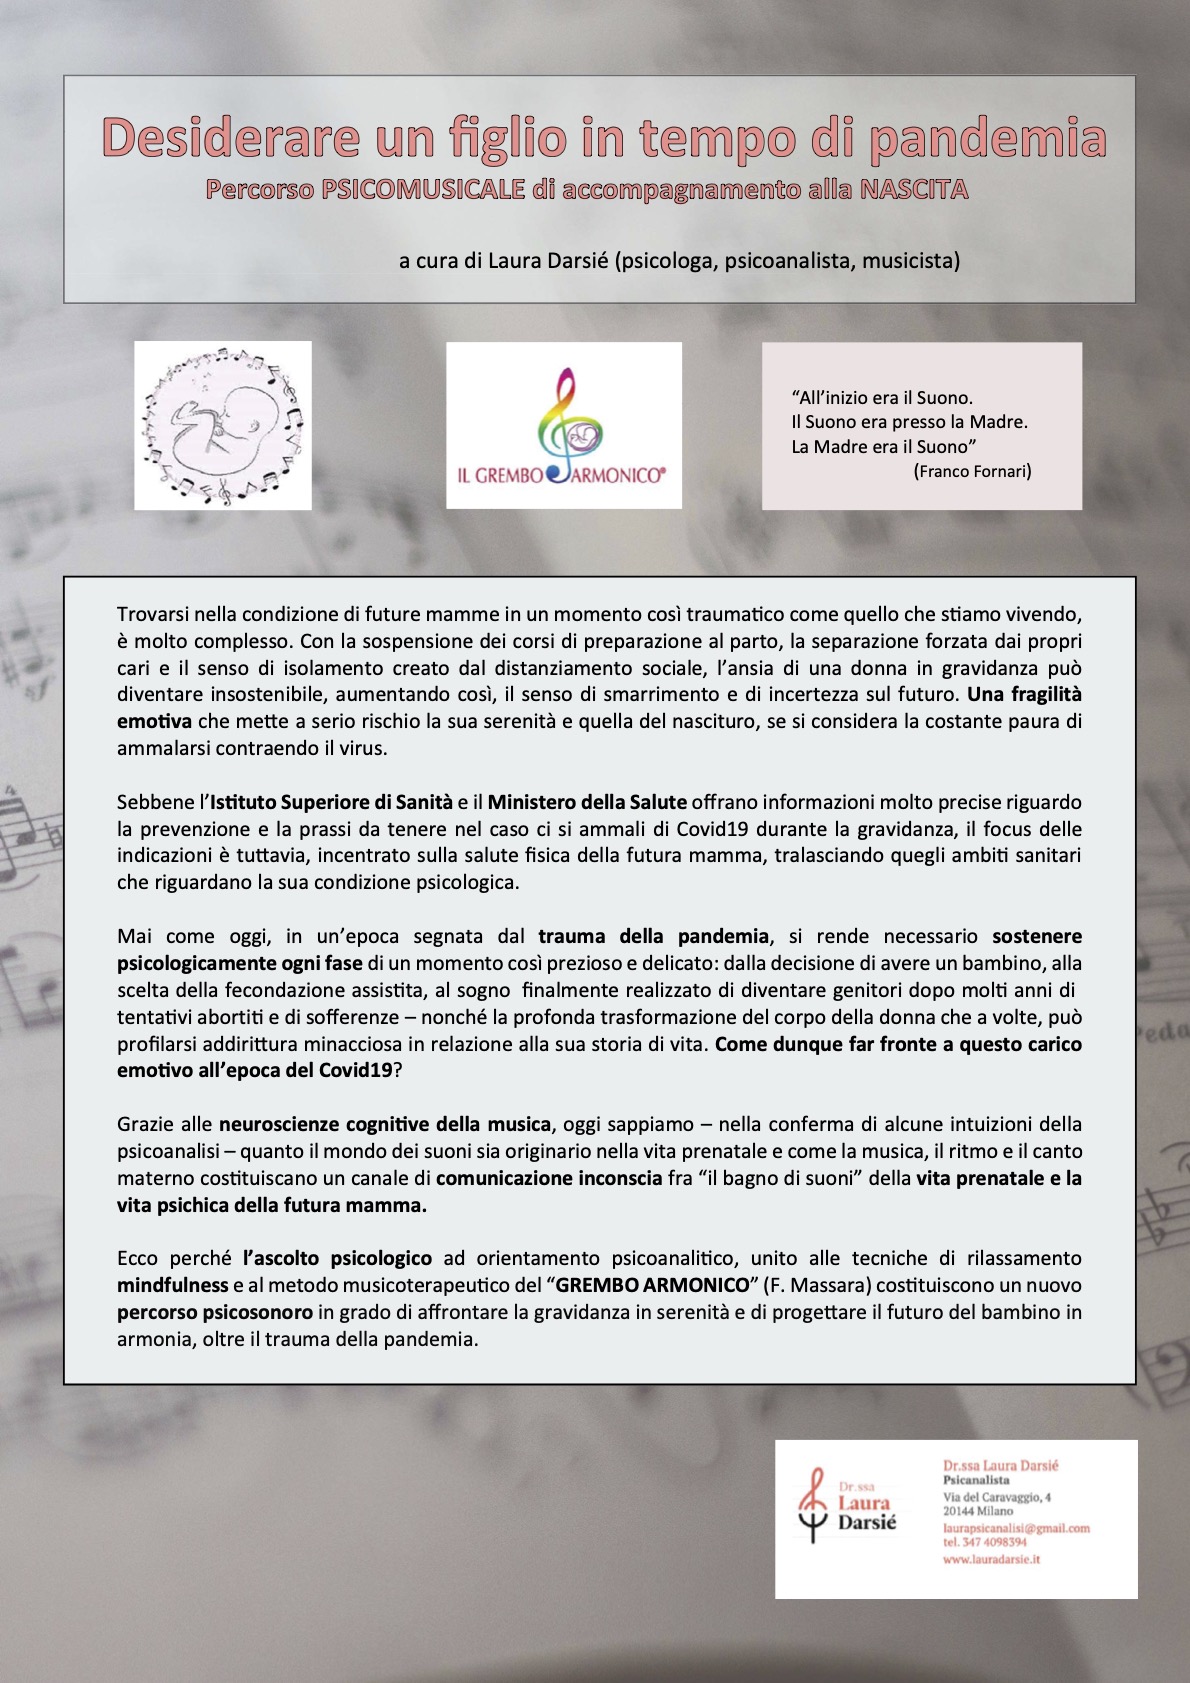 Desiderare un figlio in tempo di pandemia
Percorso PSICOMUSICALE di accompagnamento alla NASCITA
a cura di Laura Darsié (psicologa, psicoanalista, musicista)
IL GREMBO ARMONICO®
“All’inizio era il Suono.
Il Suono era presso la Madre.
La Madre era il Suono”
(Franco Fornari)
Trovarsi nella condizione di future mamme in un momento così traumatico come quello che stiamo vivendo,
è molto complesso. Con la sospensione dei corsi di preparazione al parto, la separazione forzata dai propri
cari e il senso di isolamento creato dal distanziamento sociale, l’ansia di una donna in gravidanza può
diventare insostenibile, aumentando così, il senso di smarrimento e di incertezza sul futuro. Una fragilità
emotiva che mette a serio rischio la sua serenità e quella del nascituro, se si considera la costante paura di
ammalarsi contraendo il virus.
Sebbene l’Istituto Superiore di Sanità e il Ministero della Salute offrano informazioni molto precise riguardo
la prevenzione e la prassi da tenere nel caso ci si ammali di Covid19 durante la gravidanza, il focus delle
indicazioni è tuttavia, incentrato sulla salute fisica della futura mamma, tralasciando quegli ambiti sanitari
che riguardano la sua condizione psicologica.
Mai come oggi, in un’epoca segnata dal trauma della pandemia, si rende necessario sostenere
psicologicamente ogni fase di un momento così prezioso e delicato: dalla decisione di avere un bambino, alla
scelta della fecondazione assistita, al sogno finalmente realizzato di diventare genitori dopo molti anni di
tentativi abortiti e di sofferenze – nonché la profonda trasformazione del corpo della donna che a volte, può
profilarsi addirittura minacciosa in relazione alla sua storia di vita. Come dunque far fronte a questo carico
emotivo all’epoca del Covid19?
Grazie alle neuroscienze cognitive della musica, oggi sappiamo – nella conferma di alcune intuizioni della
psicoanalisi – quanto il mondo dei suoni sia originario nella vita prenatale e come la musica, il ritmo e il canto
materno costituiscano un canale di comunicazione inconscia fra “il bagno di suoni” della vita prenatale e la
vita psichica della futura mamma.
Ecco perché l’ascolto psicologico ad orientamento psicoanalitico, unito alle tecniche di rilassamento
mindfulness e al metodo musicoterapeutico del “GREMBO ARMONICO” (F. Massara) costituiscono un nuovo
percorso psicosonoro in grado di affrontare la gravidanza in serenità e di progettare il futuro del bambino in
armonia, oltre il trauma della pandemia.
Dr.ssa
Laura
Darsié
Dr.ssa Laura Darsié
Psicanalista
Via del Caravaggio, 4
20144 Milano
laurapsicanalisi@gmail.com
tel. 347 4098394
www.lauradarsie.it
sf
4
Peda